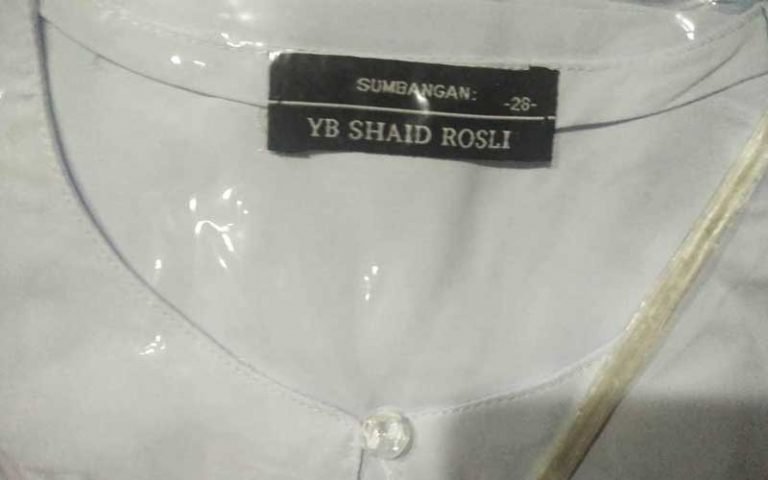 SUMBANGAN:
-28-
YB SHAID ROSLI